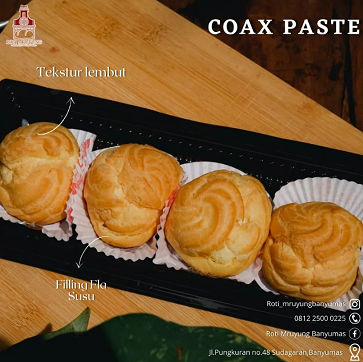 COAX PASTE
Tekstur lembut
Filling Fla
Susu
Roti_mruyungbanyumas
0812 2500 0225
Roti Mruyung Banyumas
Jl.Pungkuran no.48 Sudagaran,Banyumas